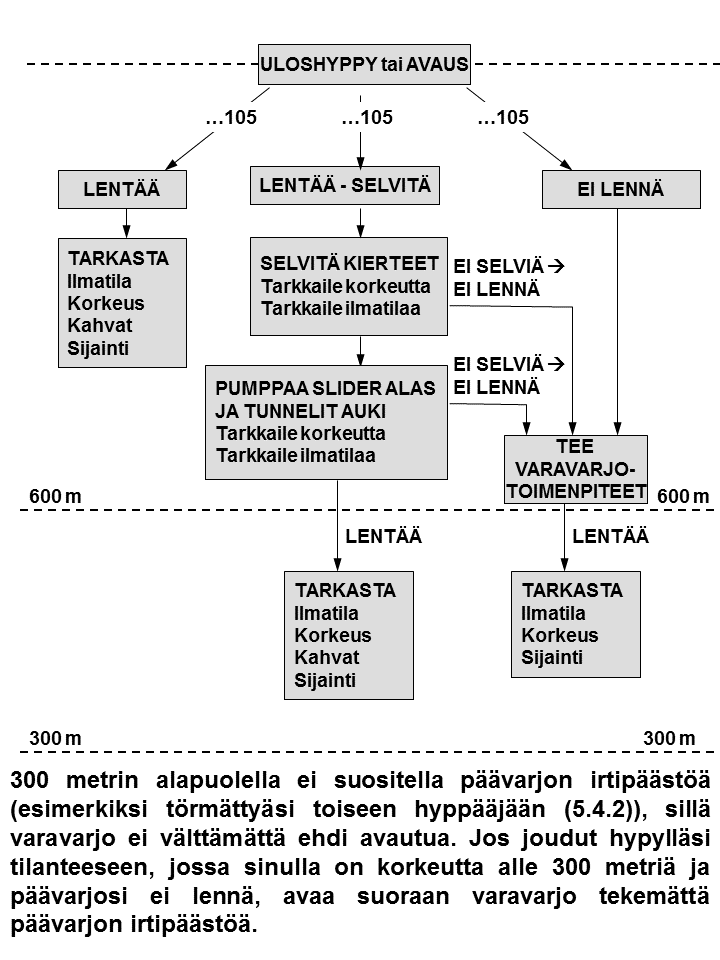 ULOSHYPPY tai AVAUS
…105
…105
…105
LENTÄÄ
LENTÄÄ - SELVITÄ
EI LENNÄ
TARKASTA
Ilmatila
Korkeus
Kahvat
Sijainti
SELVITÄ KIERTEET
Tarkkaile korkeutta
Tarkkaile ilmatilaa
EI SELVIÄ →
EI LENNÄ
PUMPPAA SLIDER ALAS
JA TUNNELIT AUKI
Tarkkaile korkeutta
Tarkkaile ilmatilaa
EI SELVIÄ →
EI LENNÄ
TEE
VARAVARJO-
TOIMENPITEET
600 m
600 m
LENTÄÄ
LENTÄÄ
TARKASTA
Ilmatila
Korkeus
Kahvat
Sijainti
TARKASTA
Ilmatila
Korkeus
Sijainti
300 m
300 m
300 metrin alapuolella ei suositella päävarjon irtipäästöä
(esimerkiksi törmättyäsi toiseen hyppääjään (5.4.2)), sillä
varavarjo ei välttämättä ehdi avautua. Jos joudut hypylläsi
tilanteeseen, jossa sinulla on korkeutta alle 300 metriä ja
päävarjosi ei lennä, avaa suoraan varavarjo tekemättä
päävarjon irtipäästöä.